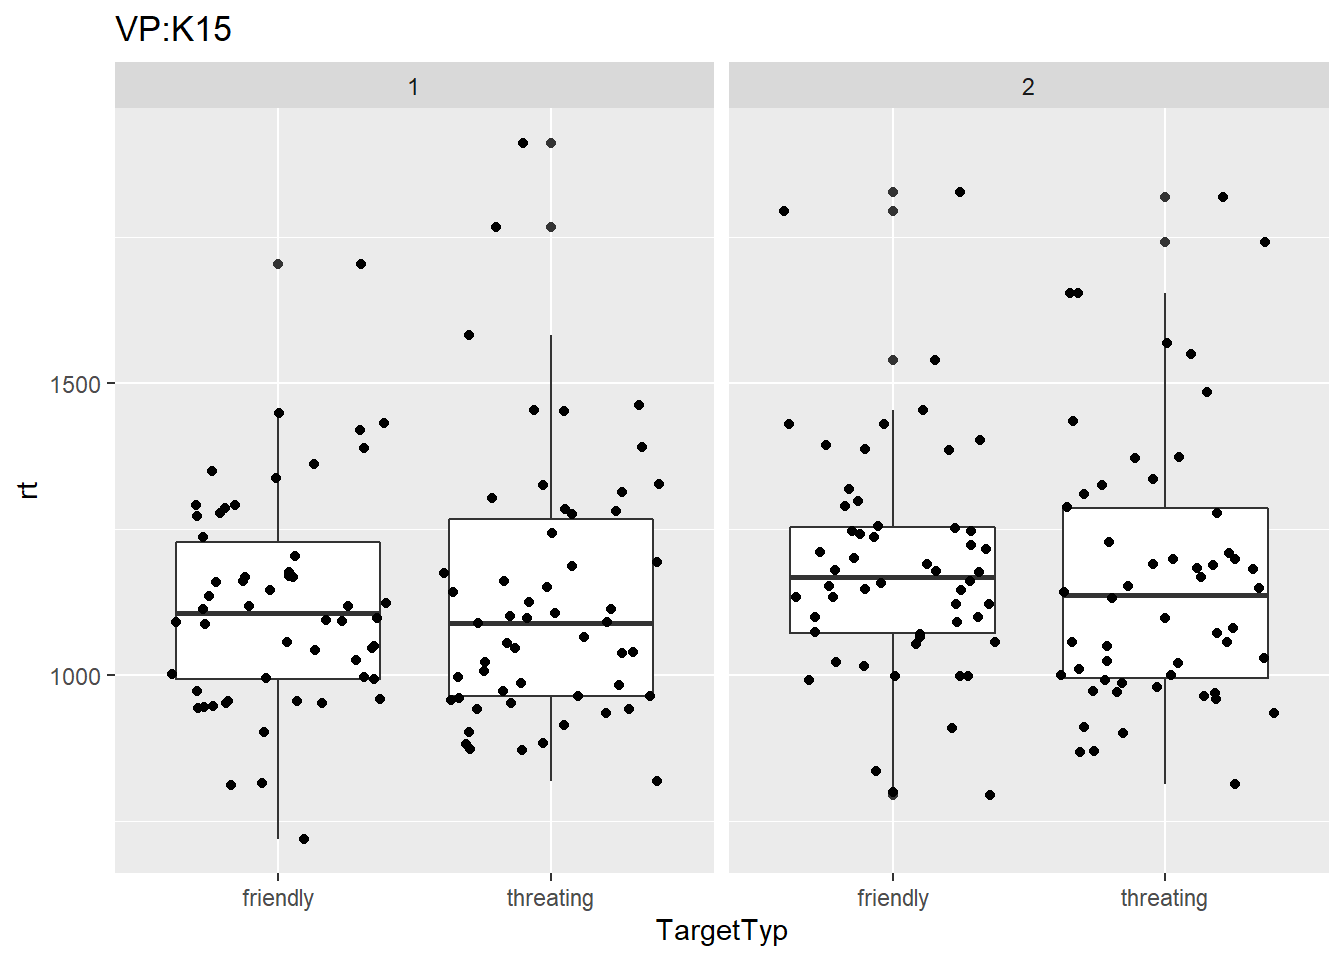 VP:K15
1
2
rt
1500
1000
friendly
threating
friendly
threating
TargetTyp